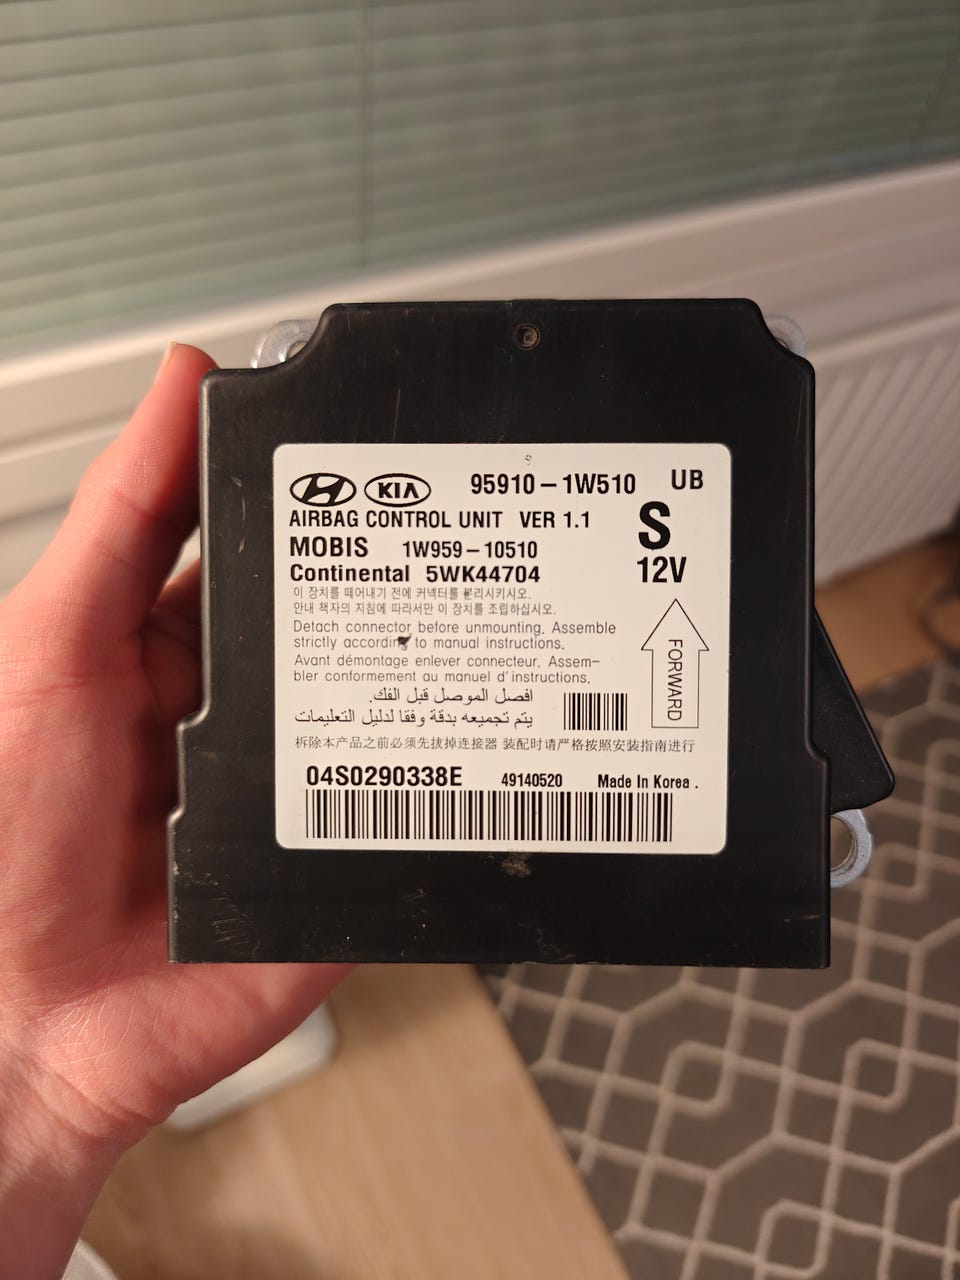 KIA 95910-1W510 UB
AIRBAG CONTROL UNIT VER 1.1 S
MOBIS 1W959-10510
Continental 5WK44704 12V
이 장치를 떼어내기 전에 커넥터를 분리시키시오.
안내 책자의 지침에 따라서만 이 장치를 조립하십시오.
Detach connector before unmounting, Assemble
strictly according to manual instructions,
Avant démontage enlever connecteur, Assem-
bler conformement au manuel d'instructions,
افصل الموصل قبل الفك.
يتم تجميعه بدقة وفقا لدليل التعليمات
FORWARD
拆除本产品之前必须先拔掉连接器 装配时请严格按照安装指南进行
04S0290338E 49140520 Made In Korea .